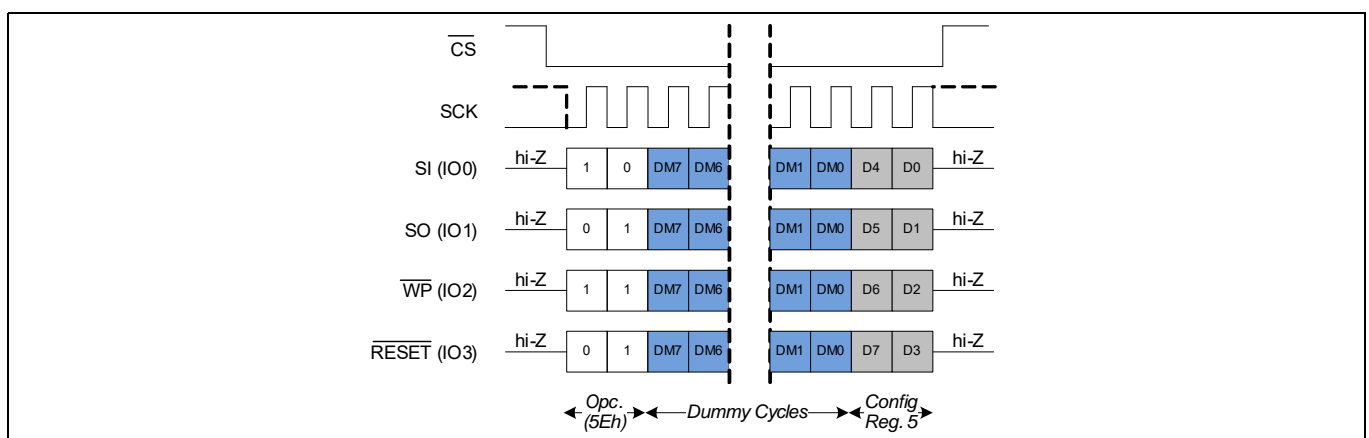 CS
SCK
SI (IO0) hi-Z 1 0 DM7 DM6 DM1 DM0 D4 D0 hi-Z
SO (IO1) hi-Z 0 1 DM7 DM6 DM1 DM0 D5 D1 hi-Z
WP (IO2) hi-Z 1 1 DM7 DM6 DM1 DM0 D6 D2 hi-Z
RESET (IO3) hi-Z 0 1 DM7 DM6 DM1 DM0 D7 D3 hi-Z
Opc. (5Eh) Dummy Cycles Config Reg. 5